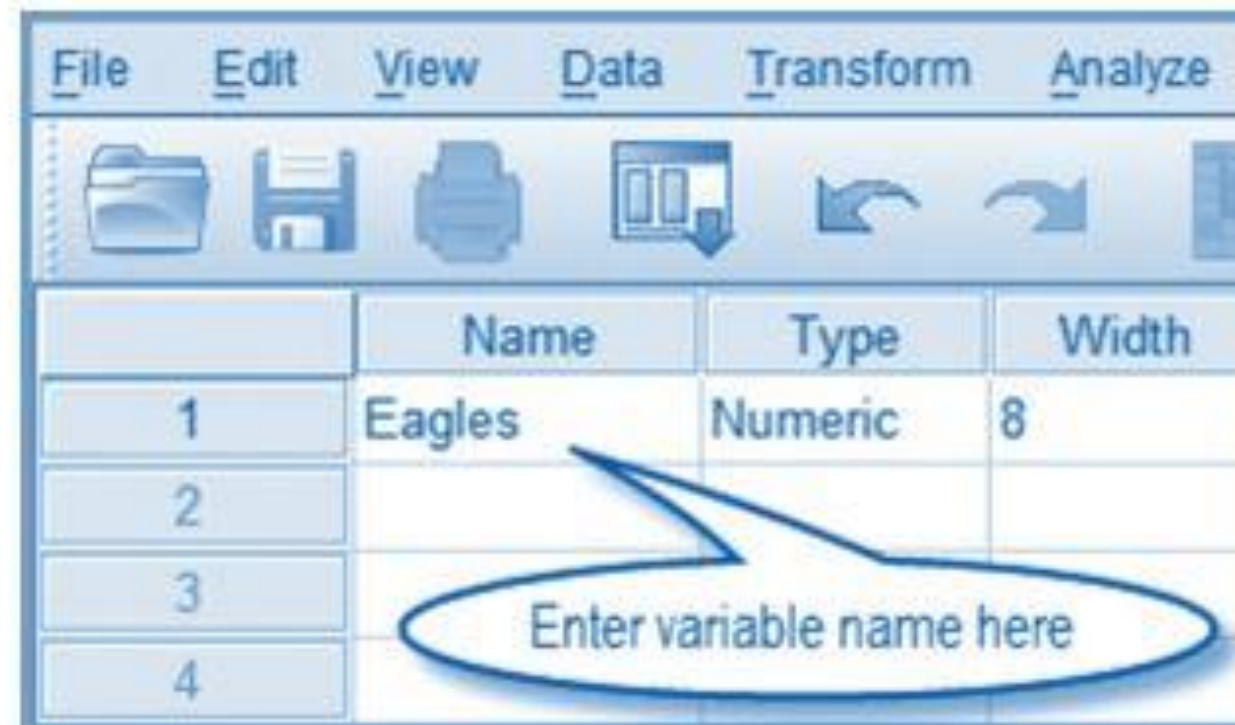 File Edit View Data Transform Analyze
Name Type Width
1 Eagles Numeric 8
2
3
Enter variable name here
4